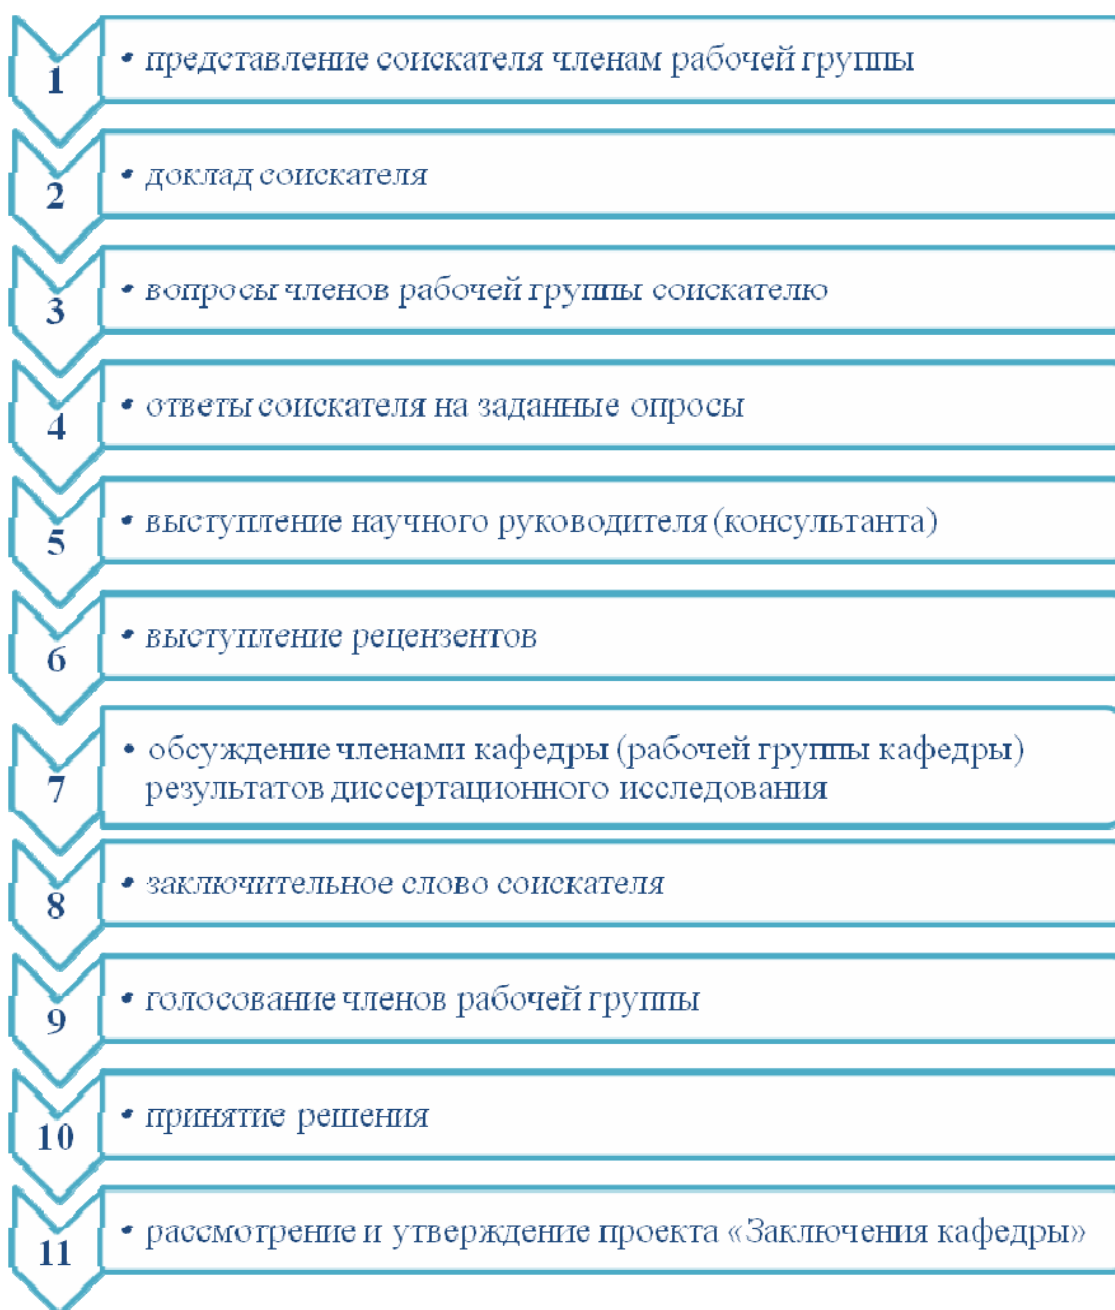 1
• представление соискателя членам рабочей группы
2
• доклад соискателя
3
• вопросы членов рабочей группы соискателю
4
• ответы соискателя на заданные опросы
5
• выступление научного руководителя (консультанта)
6
• выступление рецензентов
7
• обсуждение членами кафедры (рабочей группы кафедры)
результатов диссертационного исследования
8
• заключительное слово соискателя
9
• голосование членов рабочей группы
10
• принятие решения
11
• рассмотрение и утверждение проекта «Заключения кафедры»